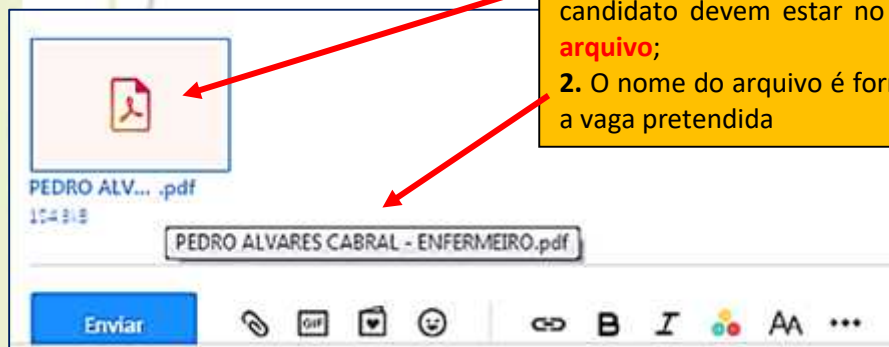 candidato devem estar no
arquivo;
2. O nome do arquivo é for
a vaga pretendida
PEDRO ALV... .pdf
PEDRO ALVARES CABRAL - ENFERMEIRO.pdf
Enviar
GIF
B I AA